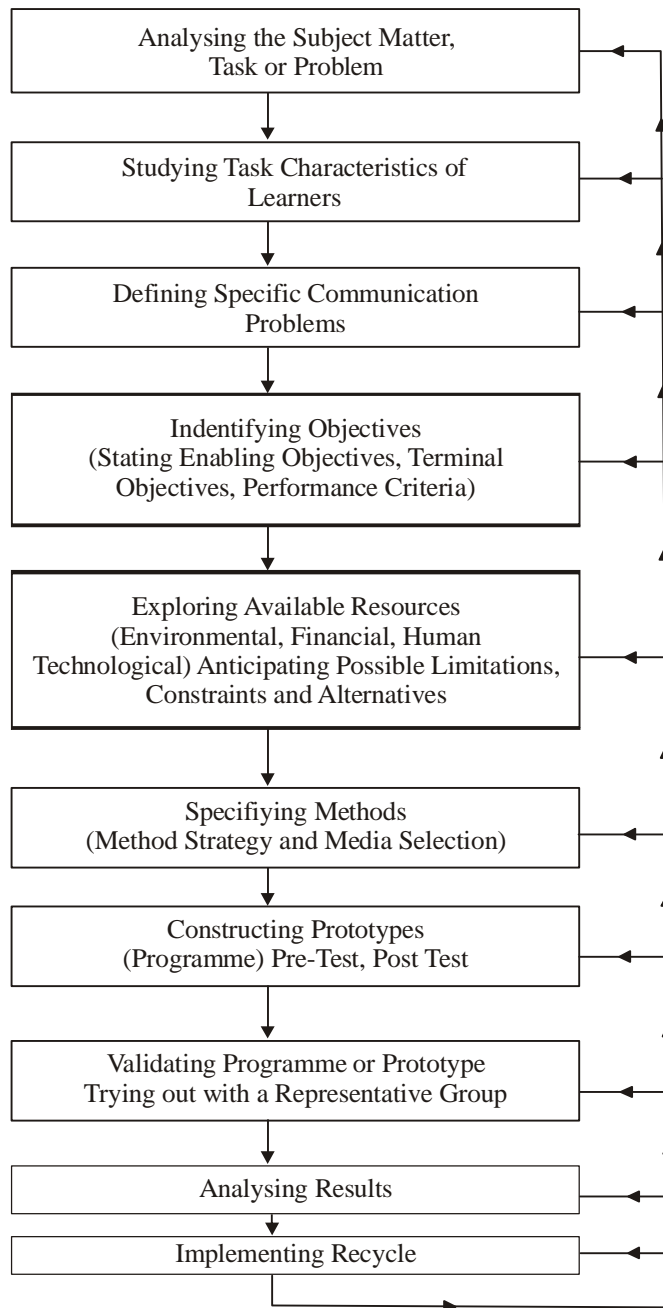 Analysing the Subject Matter,
Task or Problem
Studying Task Characteristics of
Learners
Defining Specific Communication
Problems
Indentifying Objectives
(Stating Enabling Objectives, Terminal
Objectives, Performance Criteria)
Exploring Available Resources
(Environmental, Financial, Human
Technological) Anticipating Possible Limitations,
Constraints and Alternatives
Specifiying Methods
(Method Strategy and Media Selection)
Constructing Prototypes
(Programme) Pre-Test, Post Test
Validating Programme or Prototype
Trying out with a Representative Group
Analysing Results
Implementing Recycle